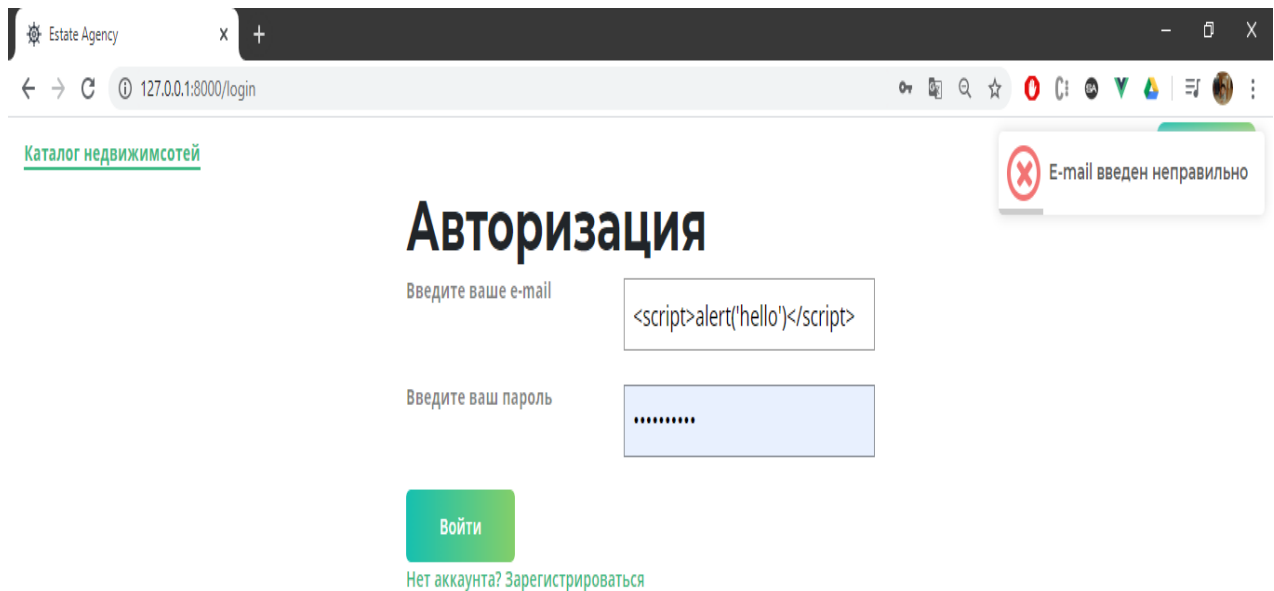 Estate Agency
127.0.0.1:8000/login
Каталог недвижимсотей
E-mail введен неправильно
Авторизация
Введите ваше e-mail
<script>alert('hello')</script>
Введите ваш пароль
••••••••••
Войти
Нет аккаунта? Зарегистрироваться